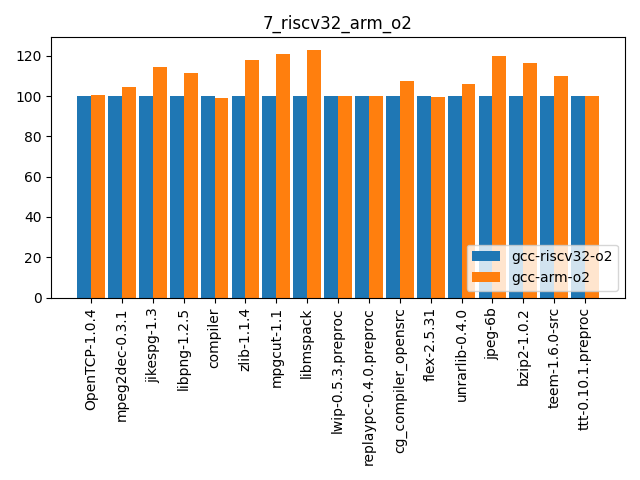 7_riscv32_arm_o2
120
100
80
60
40
20
0
gcc-riscv32-o2
gcc-arm-o2
OpenTCP-1.0.4
mpeg2dec-0.3.1
jikespg-1.3
libpng-1.2.5
compiler
zlib-1.1.4
mpgcut-1.1
libmspack
lwip-0.5.3.preproc
replaypc-0.4.0.preproc
cg_compiler_opensrc
flex-2.5.31
unrarlib-0.4.0
jpeg-6b
bzip2-1.0.2
teem-1.6.0-src
ttt-0.10.1.preproc